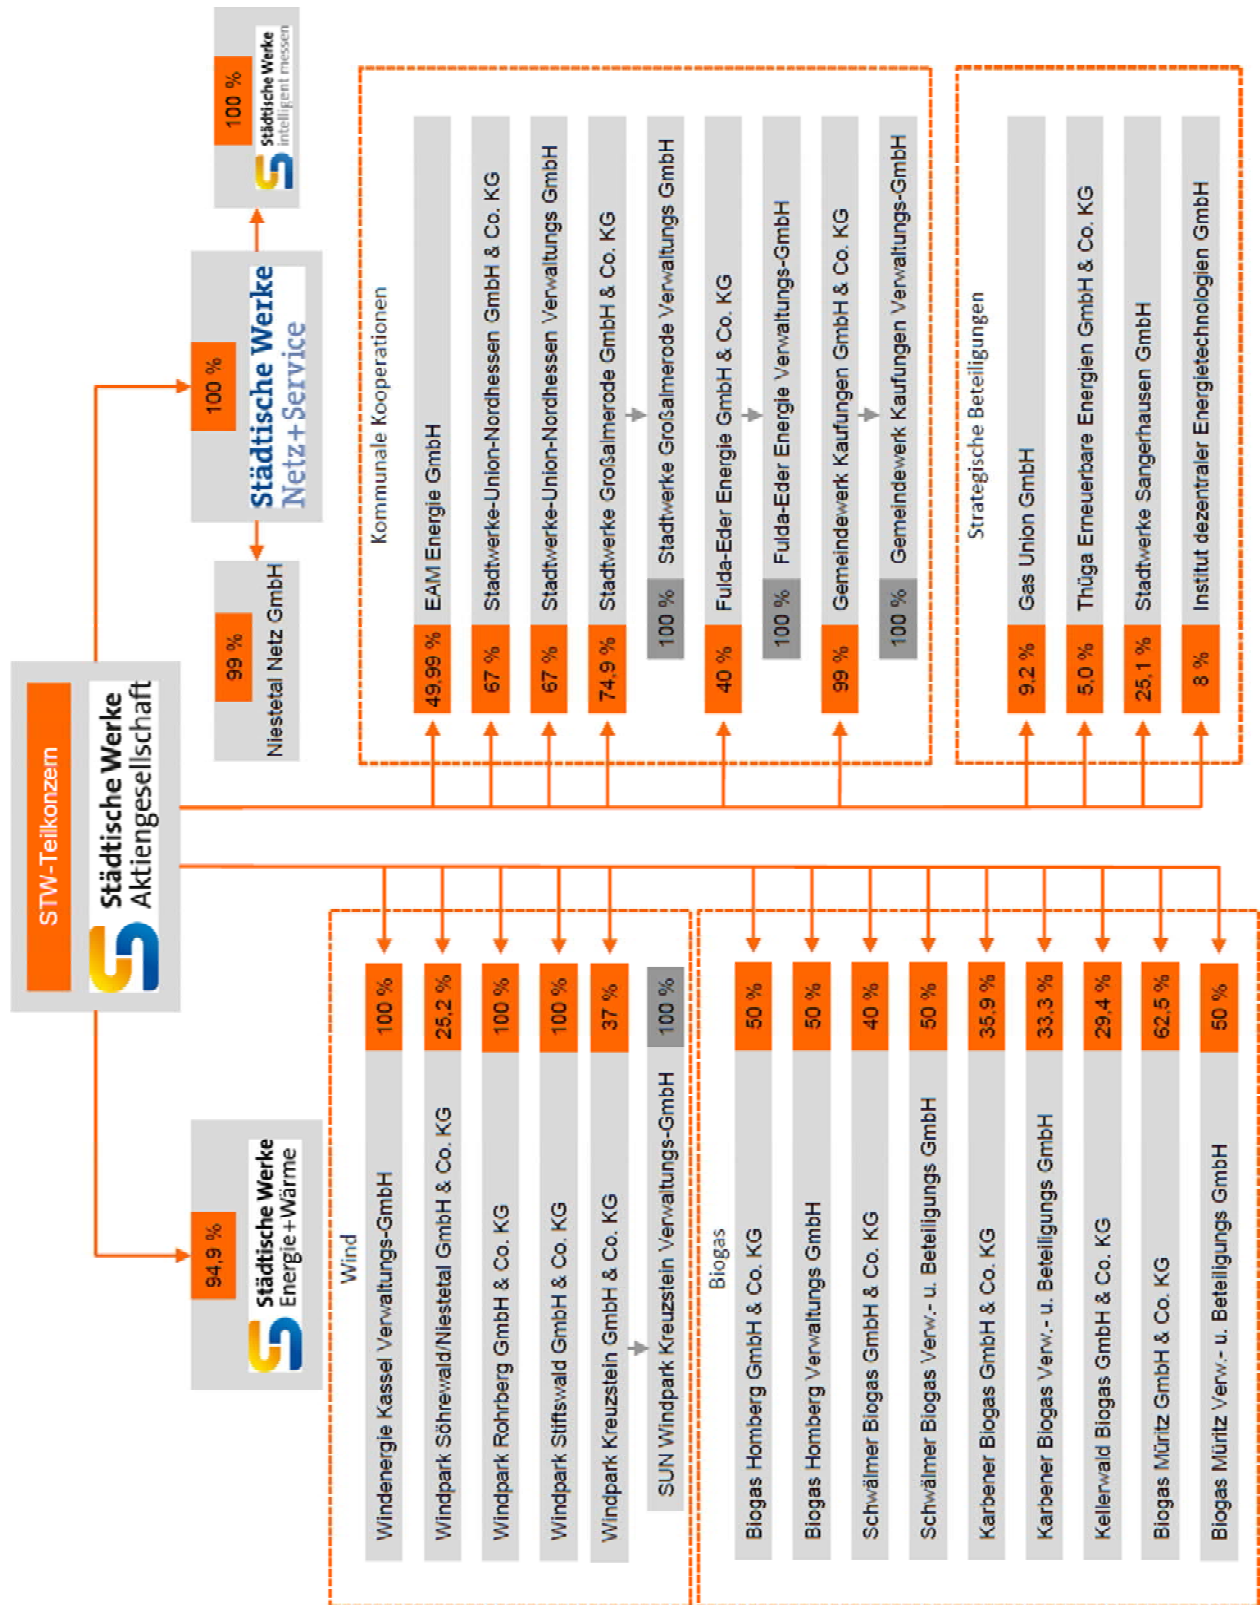 STW-Teilkonzern
Städtische Werke
Aktiengesellschaft
94,9 %
Städtische Werke
Energie+Wärme
100 %
Städtische Werke
Netz+Service
99 %
Niestetal Netz GmbH
100 %
Städtische Werke
intelligent messen
Wind
Windenergie Kassel Verwaltungs-GmbH 100 %
Windpark Söhrewald/Niestetal GmbH & Co. KG 25,2 %
Windpark Rohrberg GmbH & Co. KG 100 %
Windpark Stiftswald GmbH & Co. KG 100 %
Windpark Kreuzstein GmbH & Co. KG 37 %
SUN Windpark Kreuzstein Verwaltungs-GmbH 100 %
Biogas
Biogas Homberg GmbH & Co. KG 50 %
Biogas Homberg Verwaltungs GmbH 50 %
Schwälmer Biogas GmbH & Co. KG 40 %
Schwälmer Biogas Verw.- u. Beteiligungs GmbH 50 %
Karbener Biogas GmbH & Co. KG 35,9 %
Karbener Biogas Verw.- u. Beteiligungs GmbH 33,3 %
Kellerwald Biogas GmbH & Co. KG 29,4 %
Biogas Müritz GmbH & Co. KG 62,5 %
Biogas Müritz Verw.- u. Beteiligungs GmbH 50 %
Kommunale Kooperationen
49,99 % EAM Energie GmbH
67 % Stadtwerke-Union-Nordhessen GmbH & Co. KG
67 % Stadtwerke-Union-Nordhessen Verwaltungs GmbH
74,9 % Stadtwerke Großalmerode GmbH & Co. KG
100 % Stadtwerke Großalmerode Verwaltungs GmbH
40 % Fulda-Eder Energie GmbH & Co. KG
100 % Fulda-Eder Energie Verwaltungs-GmbH
99 % Gemeindewerk Kaufungen GmbH & Co. KG
100 % Gemeindewerk Kaufungen Verwaltungs-GmbH
Strategische Beteiligungen
9,2 % Gas Union GmbH
5,0 % Thüga Erneuerbare Energien GmbH & Co. KG
25,1 % Stadtwerke Sangerhausten GmbH
8 % Institut dezentraler Energietechnologien GmbH